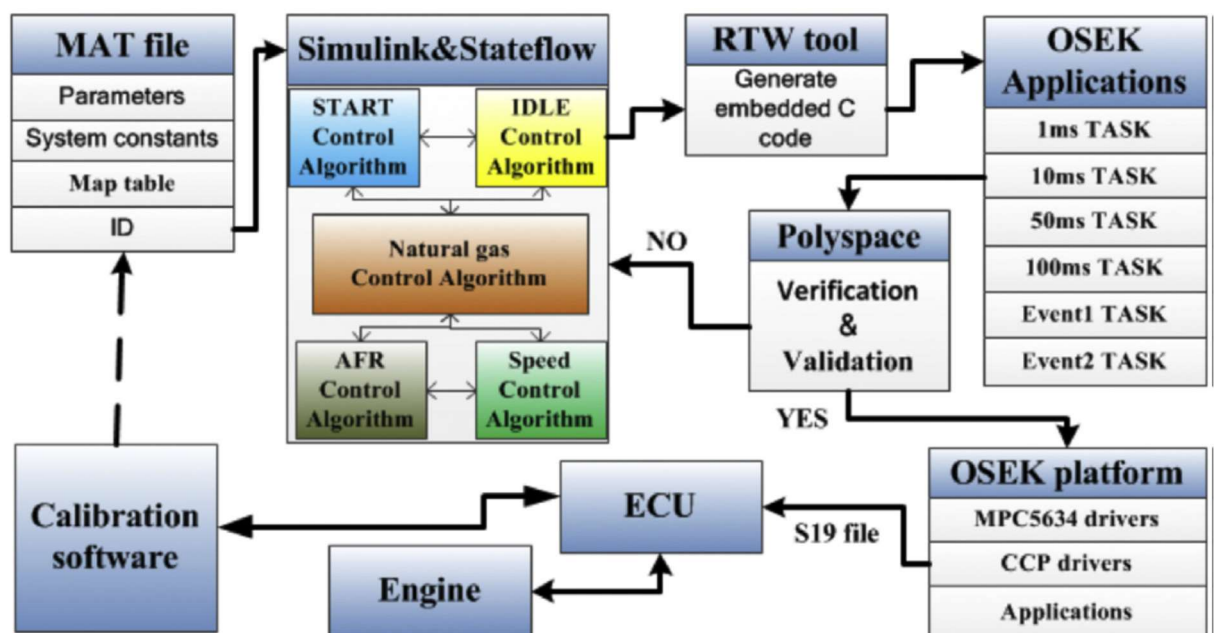 MAT file
Parameters
System constants
Map table
ID
Simulink&Stateflow
START
Control
Algorithm
IDLE
Control
Algorithm
Natural gas
Control Algorithm
AFR
Control
Algorithm
Speed
Control
Algorithm
RTW tool
Generate
embedded C
code
OSEK
Applications
1ms TASK
10ms TASK
50ms TASK
100ms TASK
Event1 TASK
Event2 TASK
Polyspace
Verification
&
Validation
NO
YES
OSEK platform
MPC5634 drivers
CCP drivers
Applications
S19 file
ECU
Engine
Calibration
software